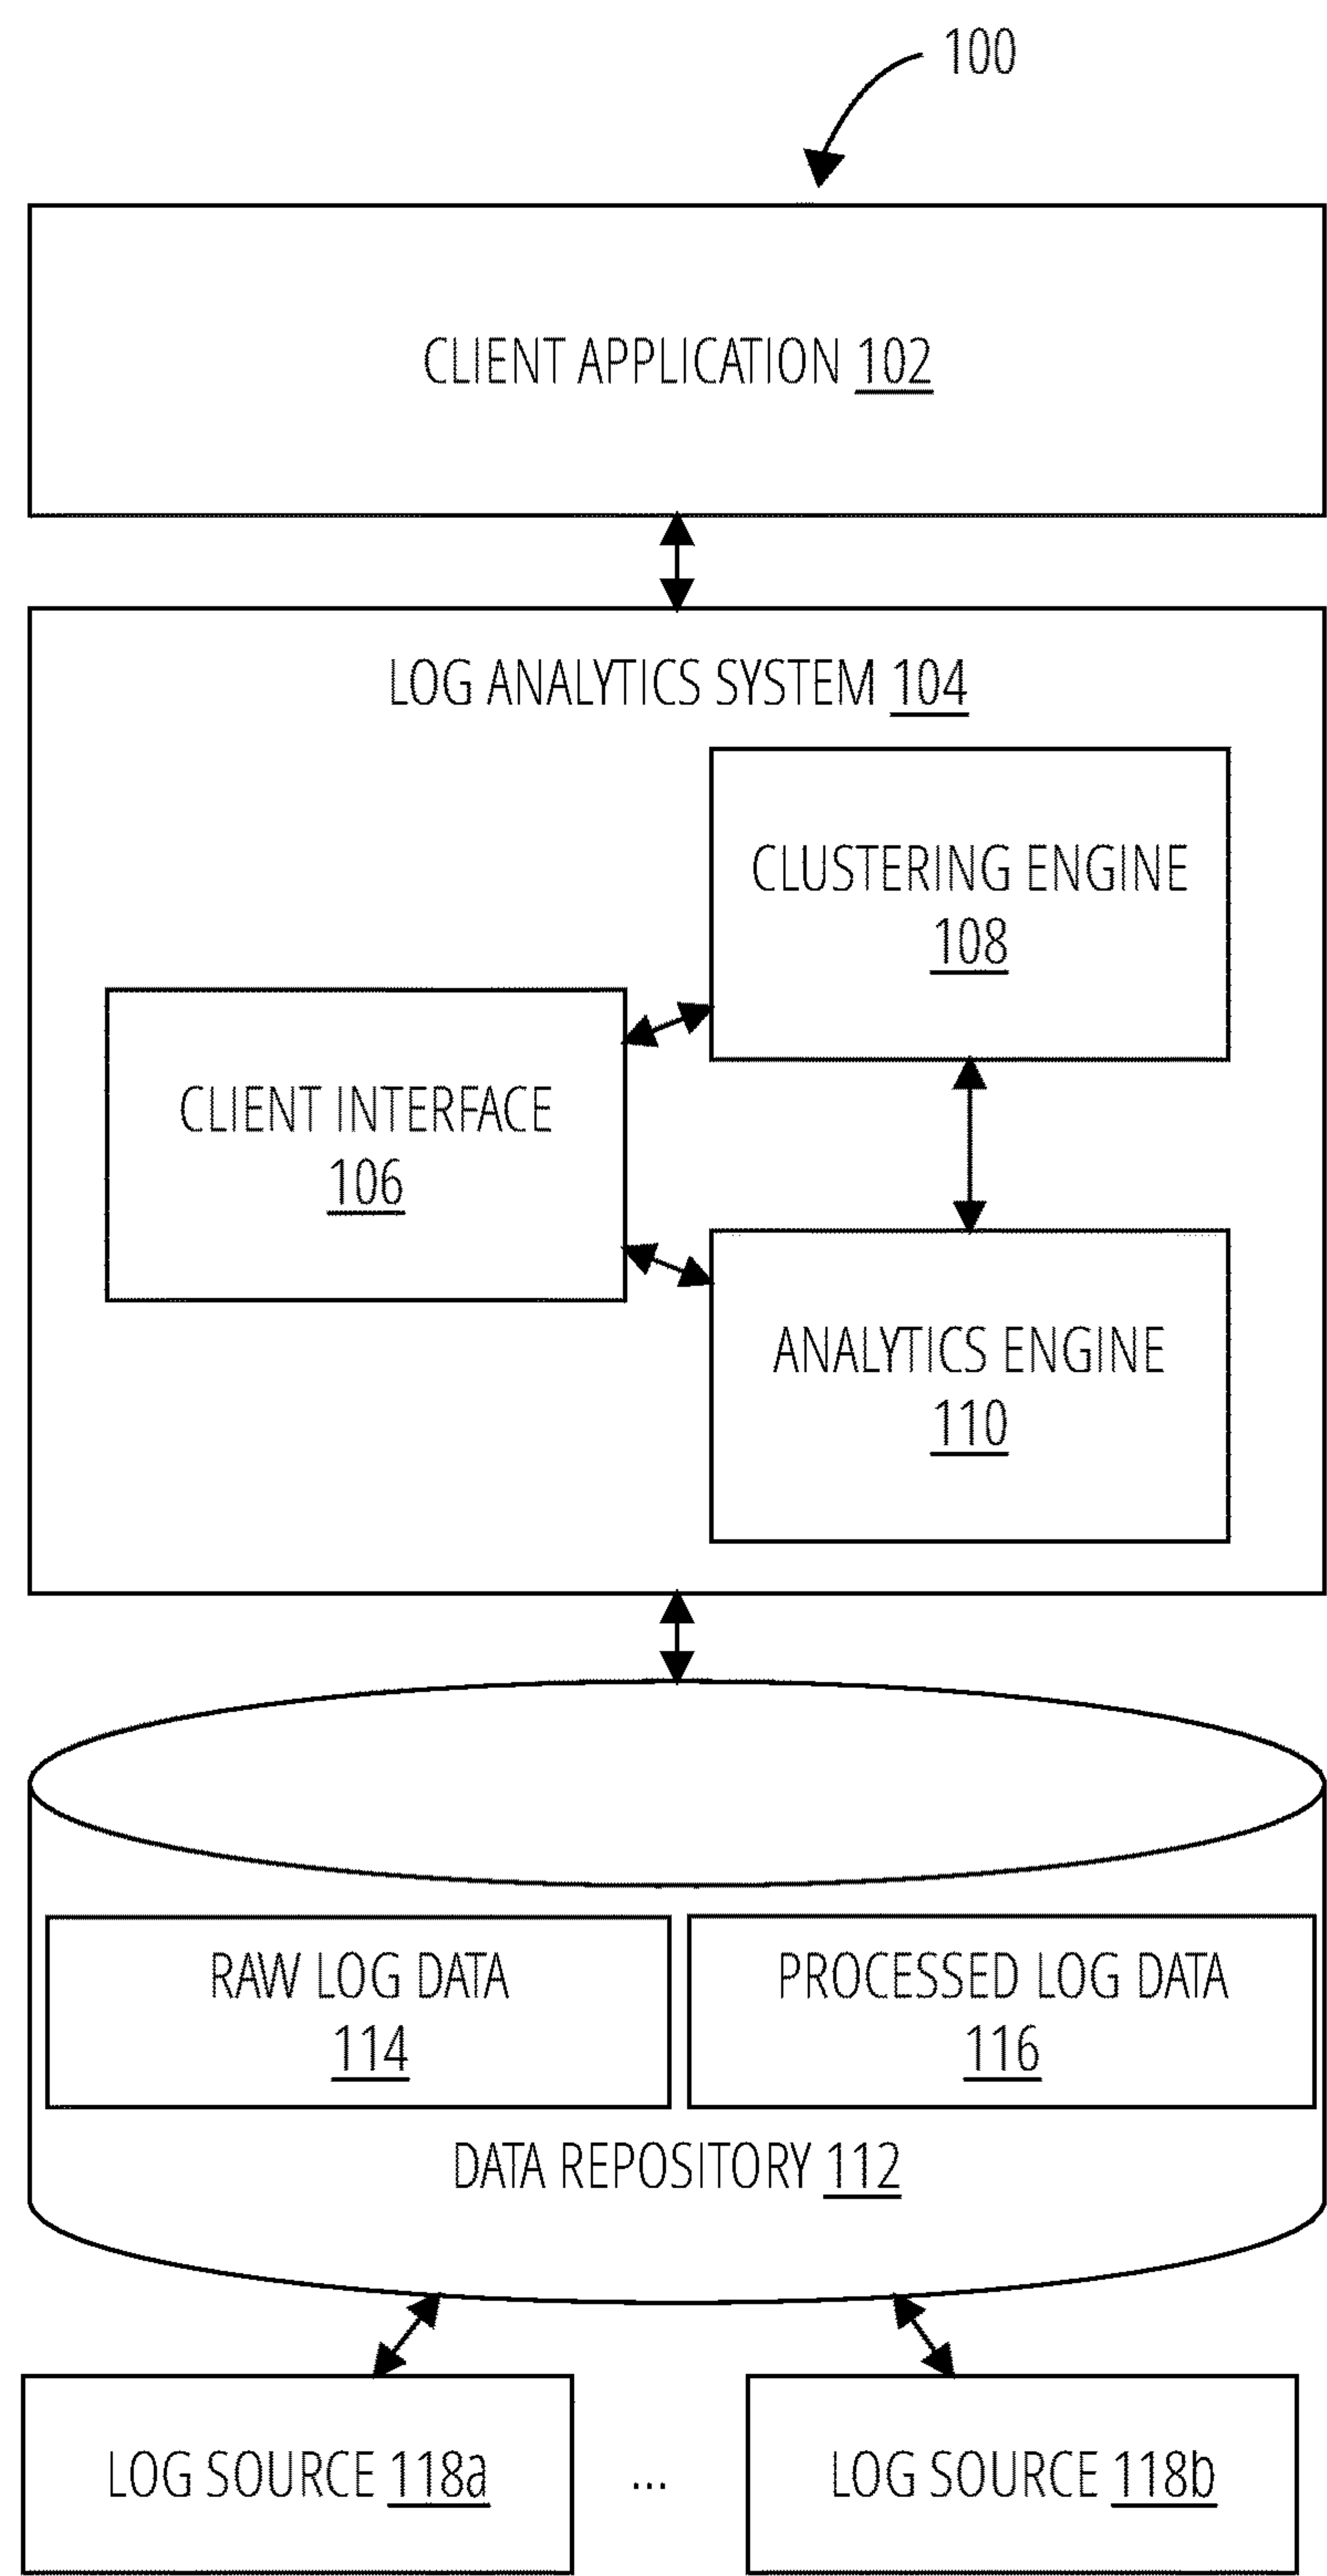 100
CLIENT APPLICATION 102
LOG ANALYTICS SYSTEM 104
CLUSTERING ENGINE
108
CLIENT INTERFACE
106
ANALYTICS ENGINE
110
RAW LOG DATA
114
PROCESSED LOG DATA
116
DATA REPOSITORY 112
LOG SOURCE 118a
...
LOG SOURCE 118b